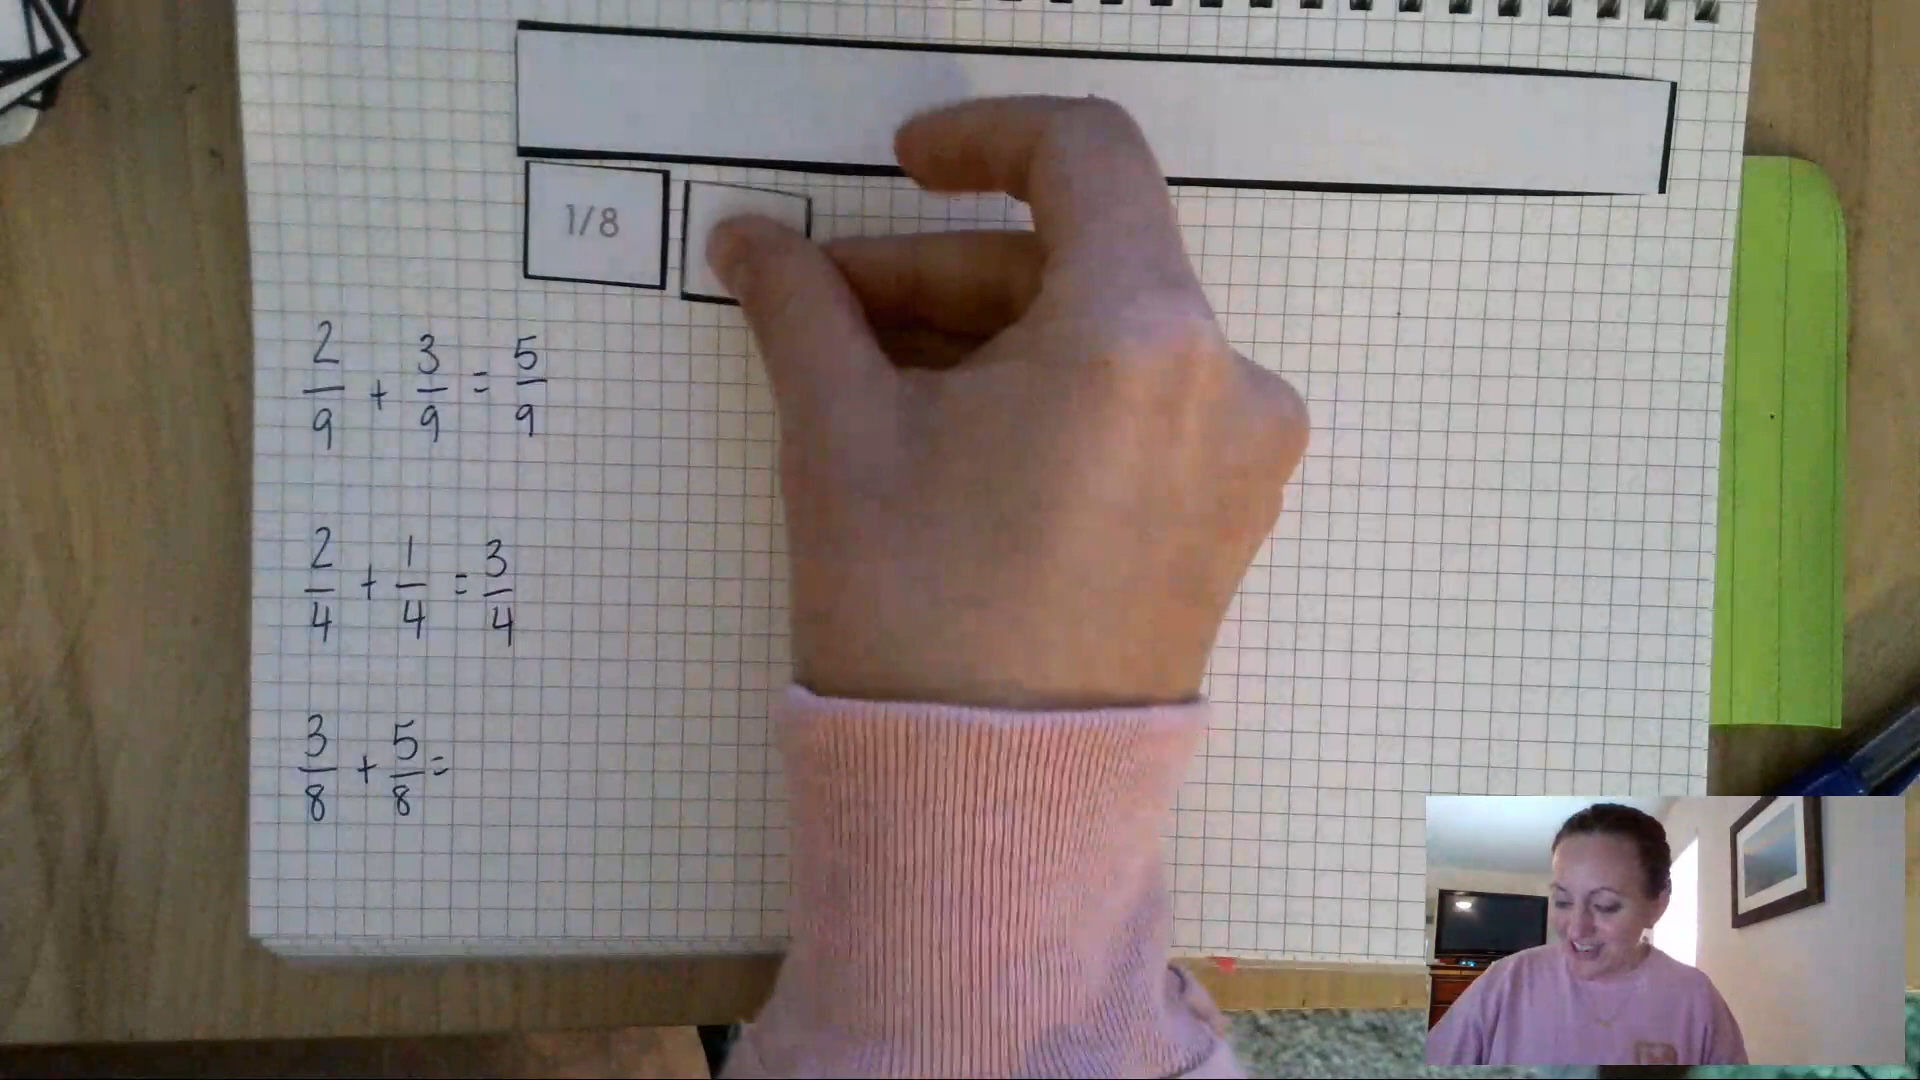 1/8
2/9 + 3/9 = 5/9
2/4 + 1/4 = 3/4
3/8 + 5/8 =